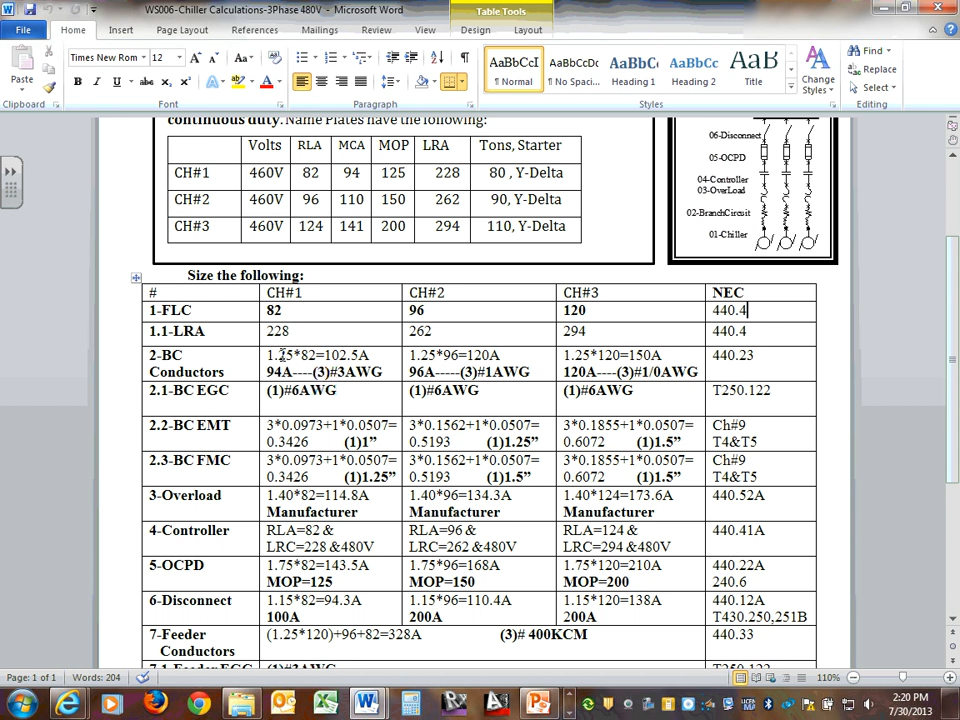 WS006-Chiller Calculations-3Phase 480V - Microsoft Word
Table Tools
File Home Insert Page Layout References Mailings Review View Design Layout
Paste
Times New Rom 12
Clipboard
Font
Paragraph
AaBbCcI AaBbCcDc AaBbC AaBbCc AaB
¶ Normal ¶ No Spaci... Heading 1 Heading 2 Title
Change Styles
Styles
Find
Replace
Select
Editing
continuous duty. Name Plates have the following:
Volts RLA MCA MOP LRA Tons, Starter
CH#1 460V 82 94 125 228 80 , Y-Delta
CH#2 460V 96 110 150 262 90, Y-Delta
CH#3 460V 124 141 200 294 110, Y-Delta
06-Disconnect
05-OCPD
04-Controller
03-OverLoad
02-BranchCircuit
01-Chiller
Size the following:
# CH#1 CH#2 CH#3 NEC
1-FLC 82 96 120 440.4
1.1-LRA 228 262 294 440.4
2-BC 1.25*82=102.5A 1.25*96=120A 1.25*120=150A 440.23
Conductors 94A----(3)#3AWG 96A-----(3)#1AWG 120A----(3)#1/0AWG
2.1-BC EGC (1)#6AWG (1)#6AWG (1)#6AWG T250.122
2.2-BC EMT 3*0.0973+1*0.0507= 3*0.1562+1*0.0507= 3*0.1855+1*0.0507= Ch#9
0.3426 (1)1” 0.5193 (1)1.25” 0.6072 (1)1.5” T4&T5
2.3-BC FMC 3*0.0973+1*0.0507= 3*0.1562+1*0.0507= 3*0.1855+1*0.0507= Ch#9
0.3426 (1)1.25” 0.5193 (1)1.5” 0.6072 (1)1.5” T4&T5
3-Overload 1.40*82=114.8A 1.40*96=134.3A 1.40*124=173.6A 440.52A
Manufacturer Manufacturer Manufacturer
4-Controller RLA=82 & RLA=96 & RLA=124 & 440.41A
LRC=228 &480V LRC=262 &480V LRC=294 &480V
5-OCPD 1.75*82=143.5A 1.75*96=168A 1.75*120=210A 440.22A
MOP=125 MOP=150 MOP=200 240.6
6-Disconnect 1.15*82=94.3A 1.15*96=110.4A 1.15*120=138A 440.12A
100A 200A 200A T430.250,251B
7-Feeder (1.25*120)+96+82=328A (3)# 400KCM 440.33
Conductors
7.1-Feeder EGC (1)#3AWG T250.122
Page: 1 of 1 Words: 204 110%
2:20 PM
7/30/2013